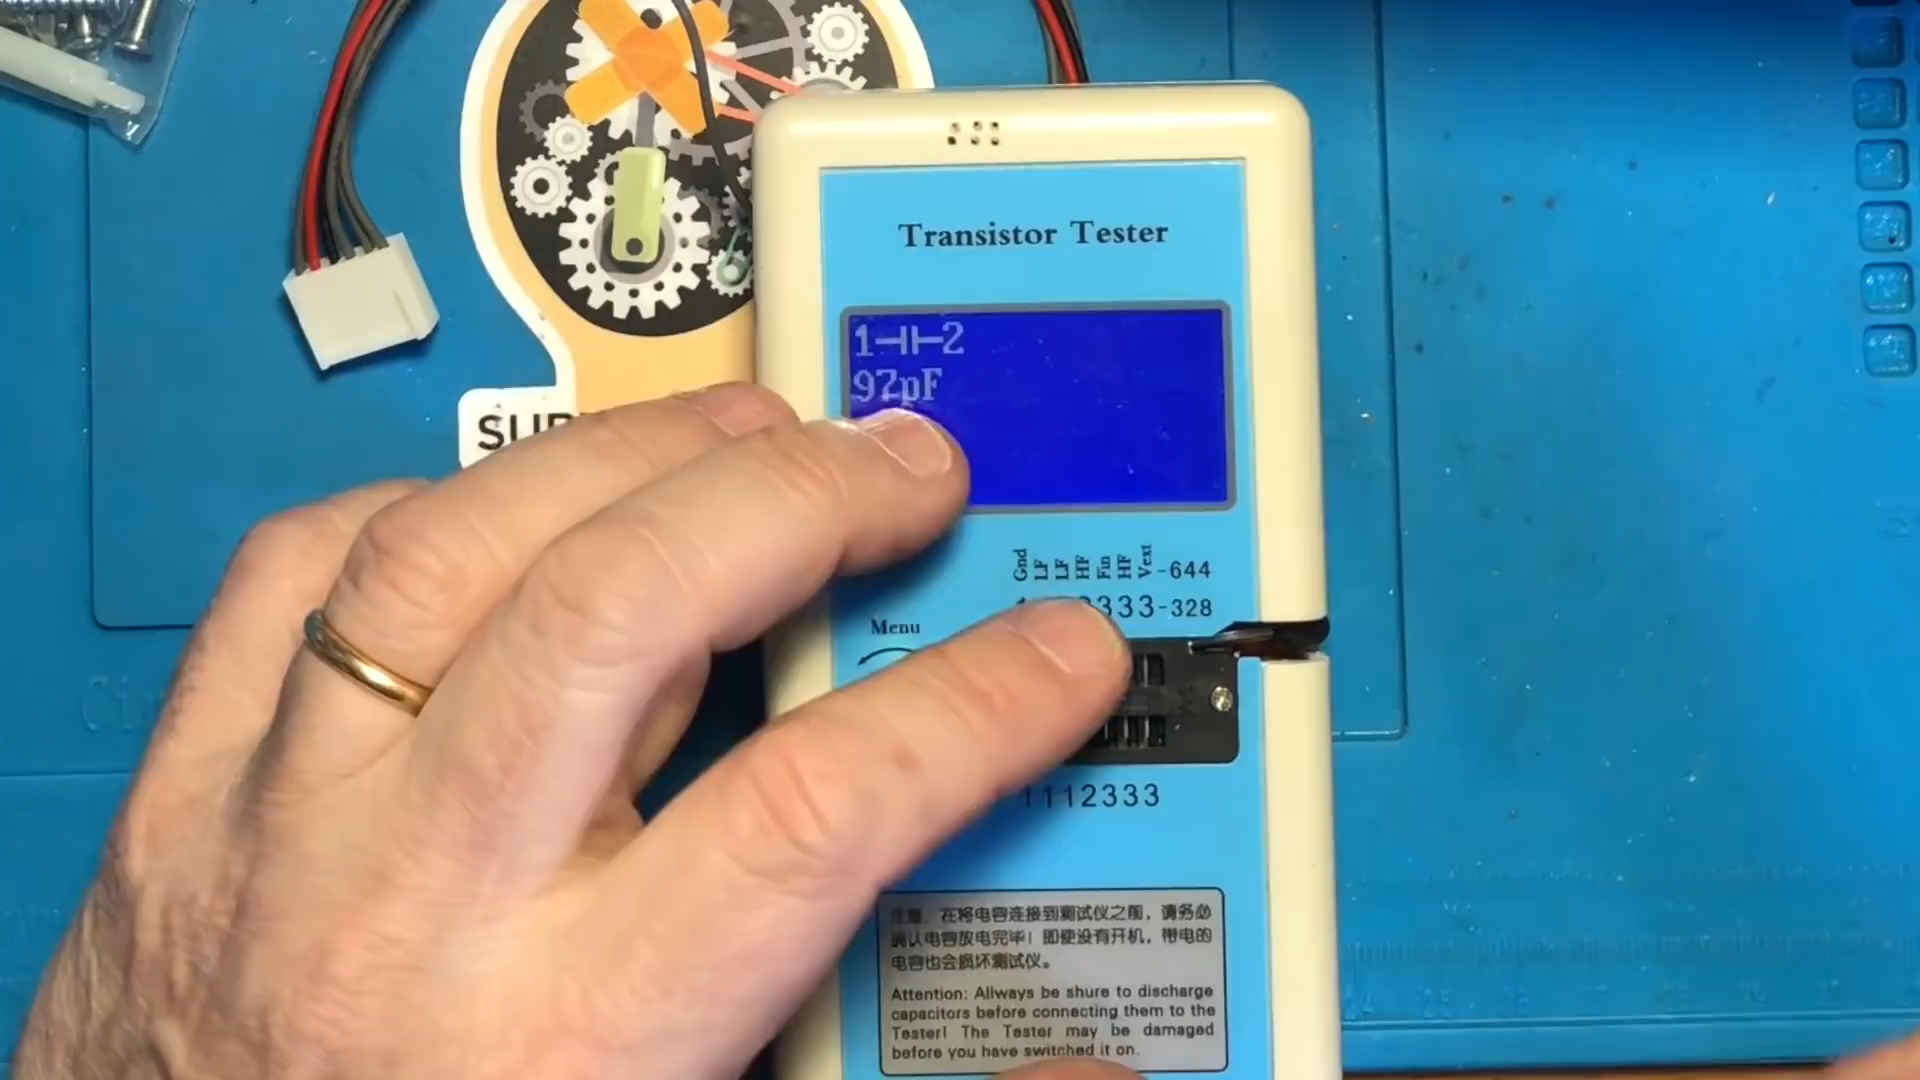 Transistor Tester
1 2
97pF
SUP
Gnd LF LF HF Fin HF Vext -644
333-328
Menu
1112333
注意，在将电容连接到测试仪之前，请务必
确认电容放电完毕！即使没有开机，带电的
电容也会损坏测试仪。
Attention: Allways be shure to discharge
capacitors before connecting them to the
Tester! The Tester may be damaged
before you have switched it on.